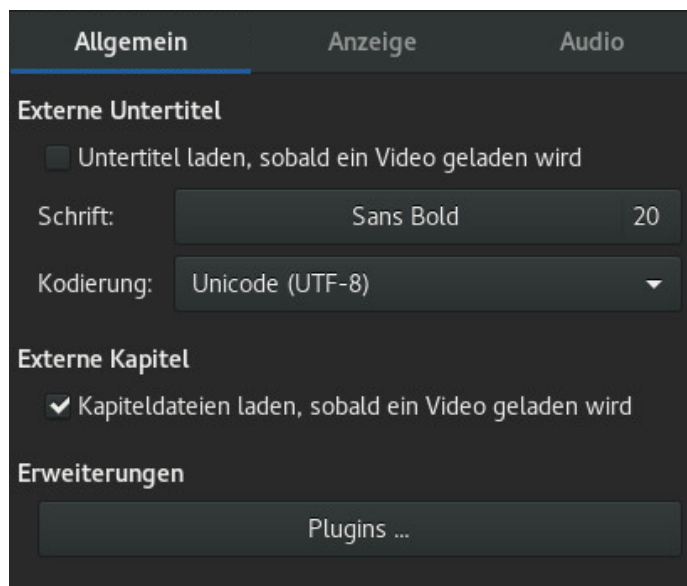 Allgemein Anzeige Audio
Externe Untertitel
Untertitel laden, sobald ein Video geladen wird
Schrift: Sans Bold 20
Kodierung: Unicode (UTF-8)
Externe Kapitel
Kapiteldateien laden, sobald ein Video geladen wird
Erweiterungen
Plugins ...